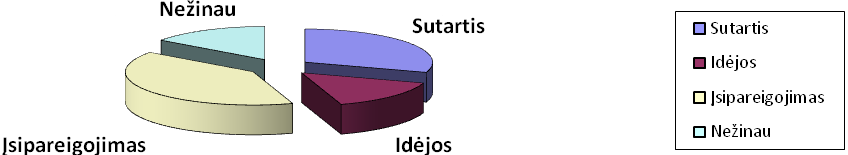 Nežinau
Sutartis
Įsipareigojimas
Idėjos
Sutartis
Idėjos
Įsipareigojimas
Nežinau